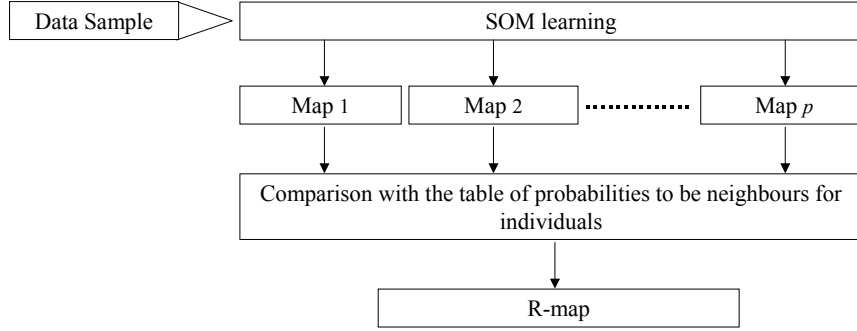 Data Sample
SOM learning
Map 1
Map 2
Map p
Comparison with the table of probabilities to be neighbours for
individuals
R-map